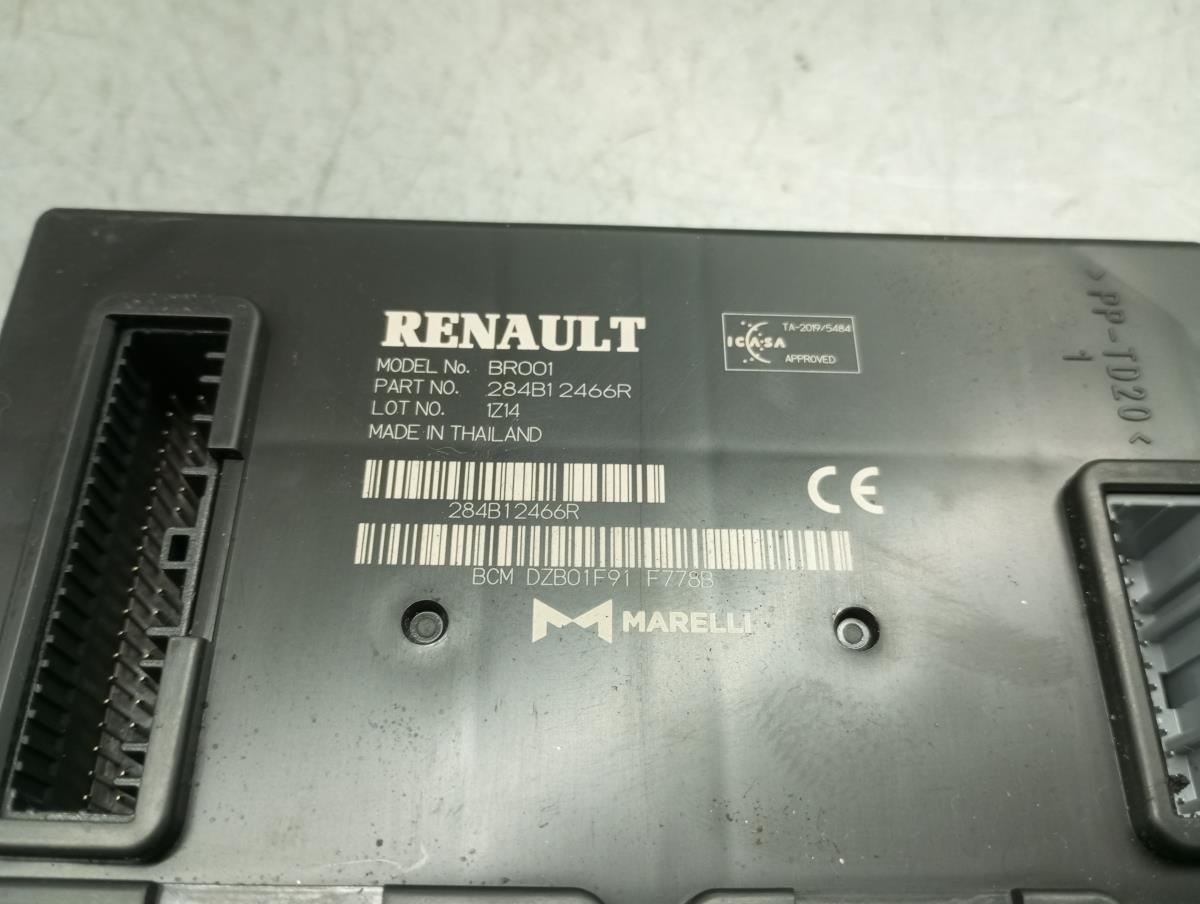 RENAULT
MODEL No. BR001
PART NO. 284B12466R
LOT NO. 1Z14
MADE IN THAILAND
284B12466R
BCM DZB01F91 F778B
MARELLI
TA-2019/5484
ICASA
APPROVED
CE
>PP-TD20<
1